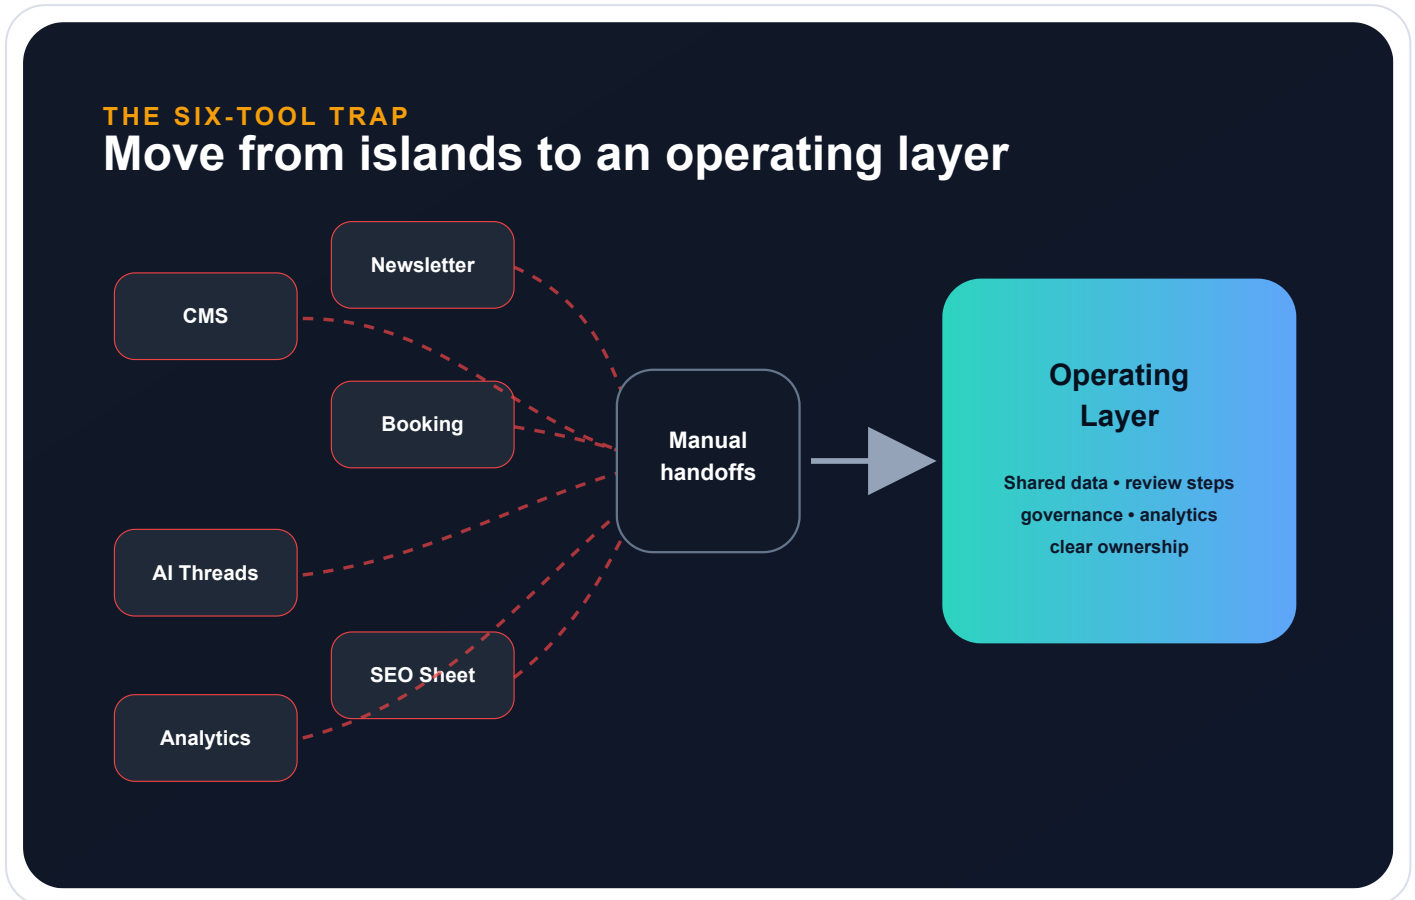 THE SIX-TOOL TRAP
Move from islands to an operating layer
Newsletter
CMS
Booking
AI Threads
SEO Sheet
Analytics
Manual
handoffs
Operating
Layer
Shared data • review steps
governance • analytics
clear ownership